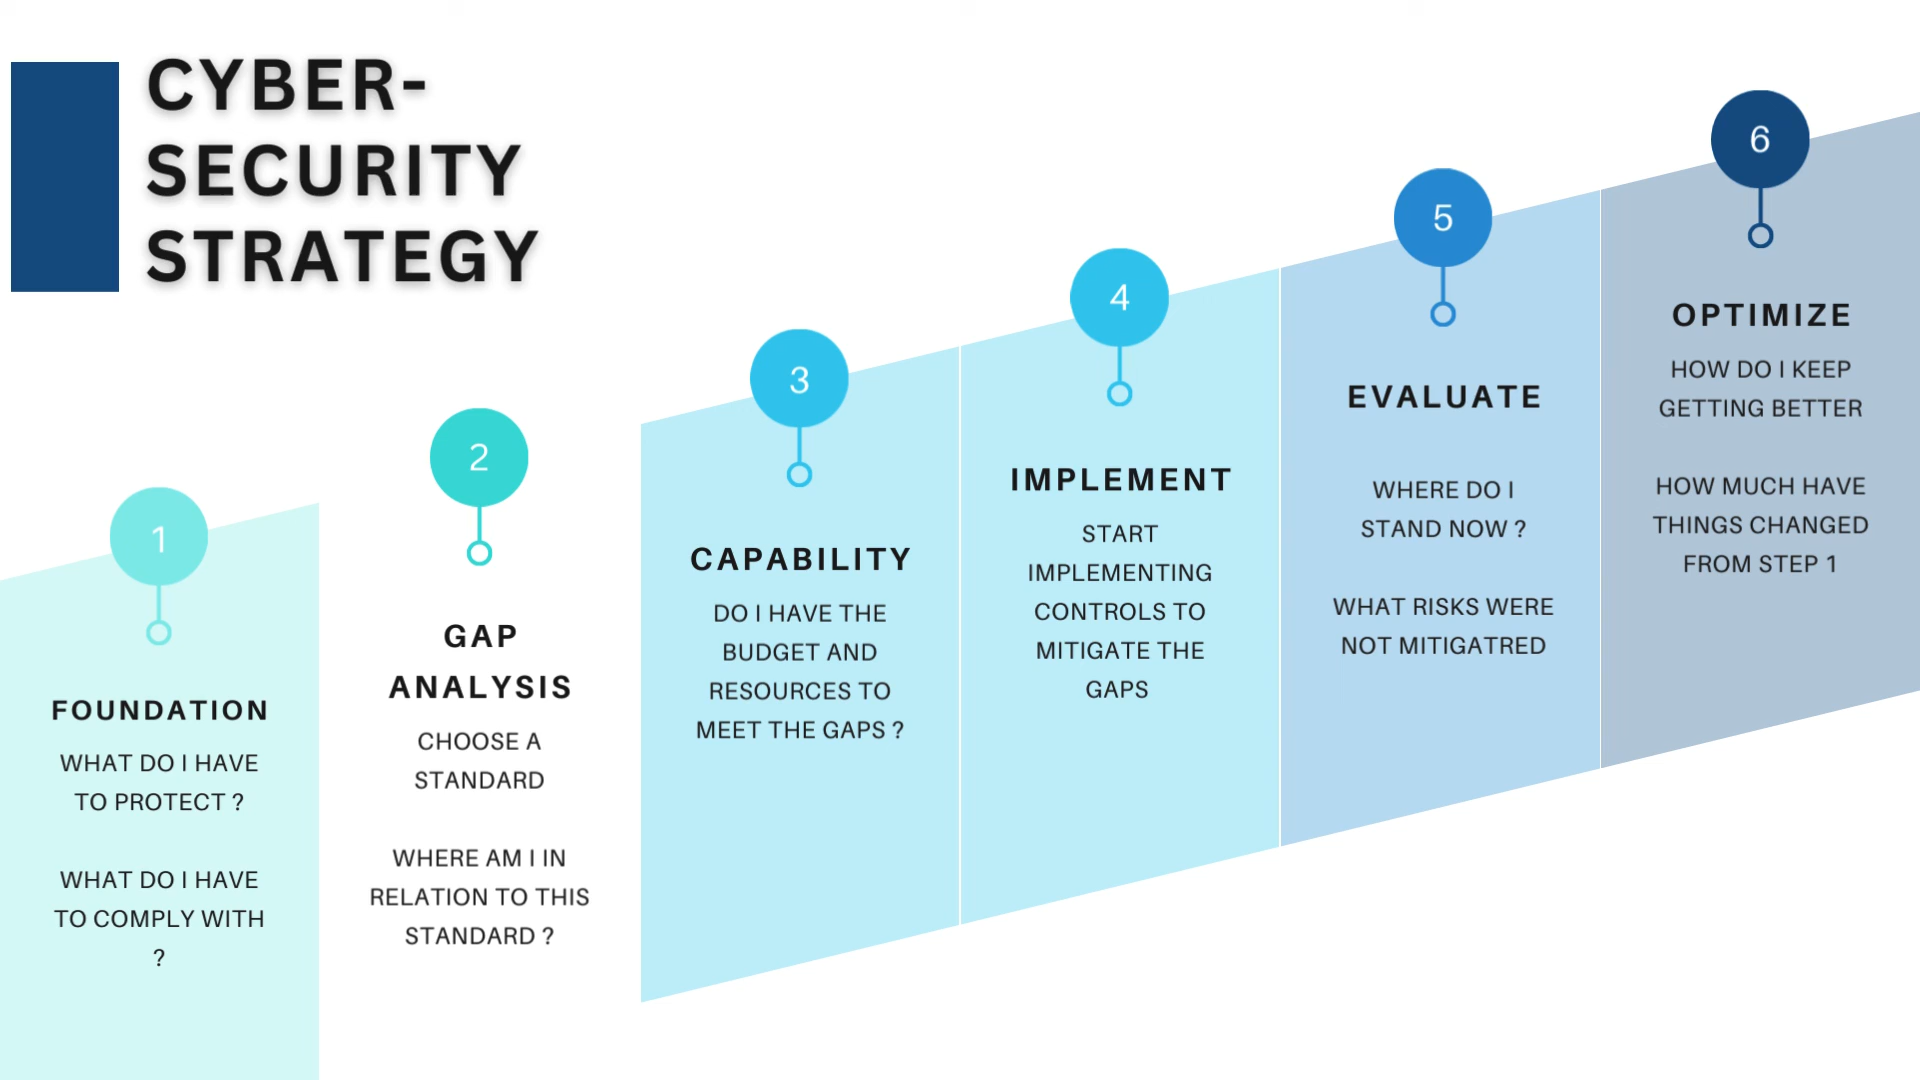 CYBER-
SECURITY
STRATEGY
1
FOUNDATION
WHAT DO I HAVE
TO PROTECT ?
WHAT DO I HAVE
TO COMPLY WITH
?
2
GAP
ANALYSIS
CHOOSE A
STANDARD
WHERE AM I IN
RELATION TO THIS
STANDARD ?
3
CAPABILITY
DO I HAVE THE
BUDGET AND
RESOURCES TO
MEET THE GAPS ?
4
IMPLEMENT
START
IMPLEMENTING
CONTROLS TO
MITIGATE THE
GAPS
5
EVALUATE
WHERE DO I
STAND NOW ?
WHAT RISKS WERE
NOT MITIGATRED
6
OPTIMIZE
HOW DO I KEEP
GETTING BETTER
HOW MUCH HAVE
THINGS CHANGED
FROM STEP 1